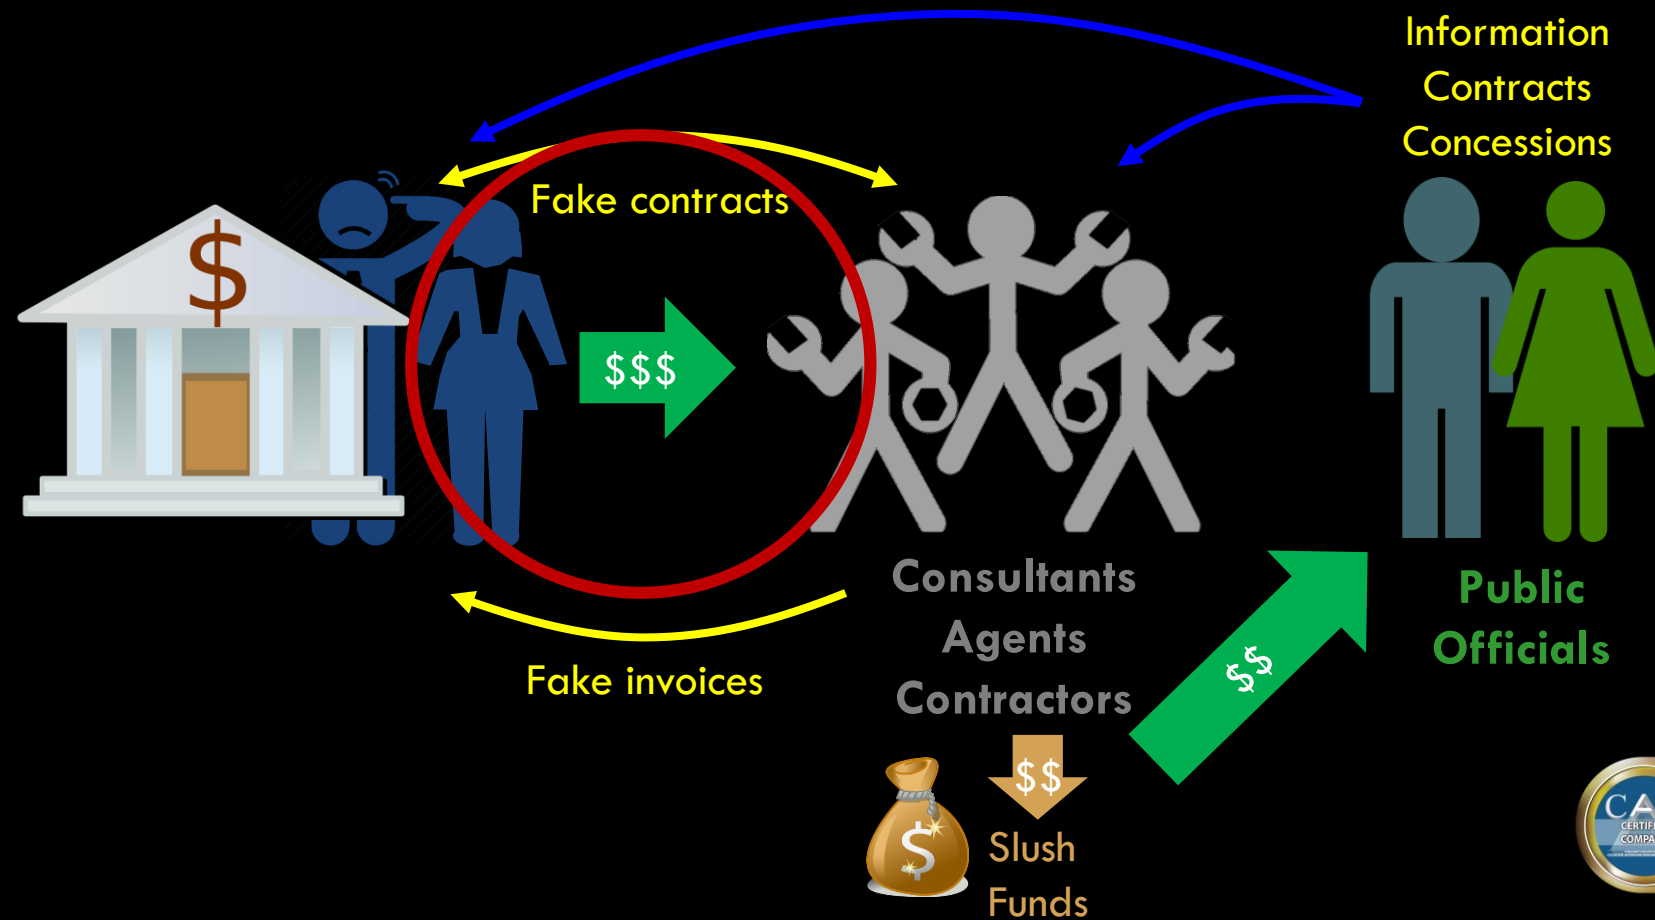 Information
Contracts
Concessions
Fake contracts
$
$$$
Consultants
Agents
Contractors
Public
Officials
$$
Fake invoices
$$
$
Slush
Funds